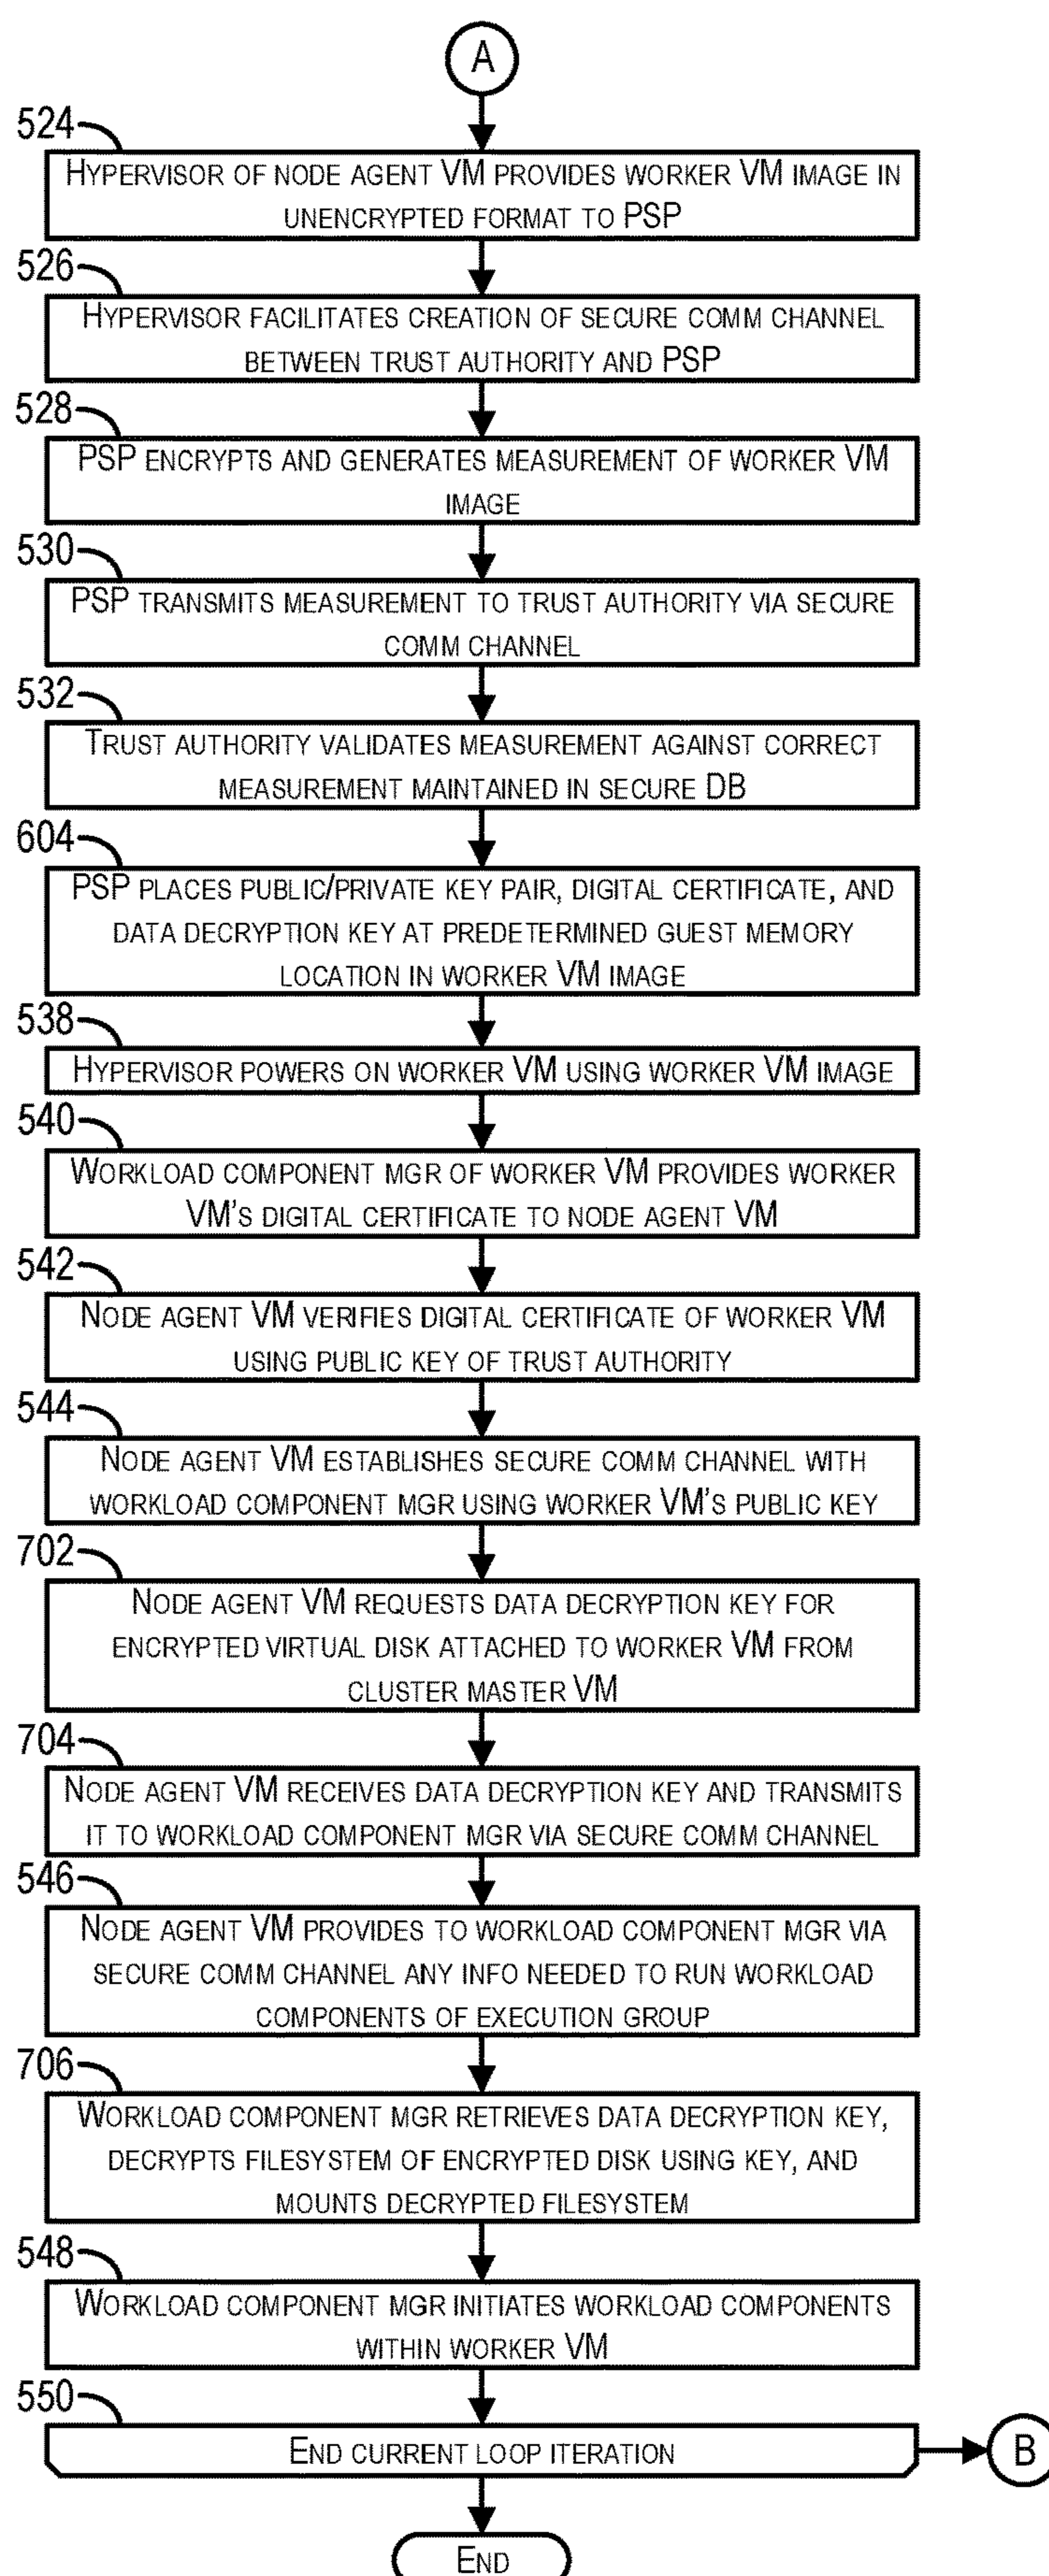 A
524
HYPERVISOR OF NODE AGENT VM PROVIDES WORKER VM IMAGE IN
UNENCRYPTED FORMAT TO PSP
526
HYPERVISOR FACILITATES CREATION OF SECURE COMM CHANNEL
BETWEEN TRUST AUTHORITY AND PSP
528
PSP ENCRYPTS AND GENERATES MEASUREMENT OF WORKER VM
IMAGE
530
PSP TRANSMITS MEASUREMENT TO TRUST AUTHORITY VIA SECURE
COMM CHANNEL
532
TRUST AUTHORITY VALIDATES MEASUREMENT AGAINST CORRECT
MEASUREMENT MAINTAINED IN SECURE DB
604
PSP PLACES PUBLIC/PRIVATE KEY PAIR, DIGITAL CERTIFICATE, AND
DATA DECRYPTION KEY AT PREDETERMINED GUEST MEMORY
LOCATION IN WORKER VM IMAGE
538
HYPERVISOR POWERS ON WORKER VM USING WORKER VM IMAGE
540
WORKLOAD COMPONENT MGR OF WORKER VM PROVIDES WORKER
VM'S DIGITAL CERTIFICATE TO NODE AGENT VM
542
NODE AGENT VM VERIFIES DIGITAL CERTIFICATE OF WORKER VM
USING PUBLIC KEY OF TRUST AUTHORITY
544
NODE AGENT VM ESTABLISHES SECURE COMM CHANNEL WITH
WORKLOAD COMPONENT MGR USING WORKER VM'S PUBLIC KEY
702
NODE AGENT VM REQUESTS DATA DECRYPTION KEY FOR
ENCRYPTED VIRTUAL DISK ATTACHED TO WORKER VM FROM
CLUSTER MASTER VM
704
NODE AGENT VM RECEIVES DATA DECRYPTION KEY AND TRANSMITS
IT TO WORKLOAD COMPONENT MGR VIA SECURE COMM CHANNEL
546
NODE AGENT VM PROVIDES TO WORKLOAD COMPONENT MGR VIA
SECURE COMM CHANNEL ANY INFO NEEDED TO RUN WORKLOAD
COMPONENTS OF EXECUTION GROUP
706
WORKLOAD COMPONENT MGR RETRIEVES DATA DECRYPTION KEY,
DECRYPTS FILESYSTEM OF ENCRYPTED DISK USING KEY, AND
MOUNTS DECRYPTED FILESYSTEM
548
WORKLOAD COMPONENT MGR INITIATES WORKLOAD COMPONENTS
WITHIN WORKER VM
550
END CURRENT LOOP ITERATION
B
END